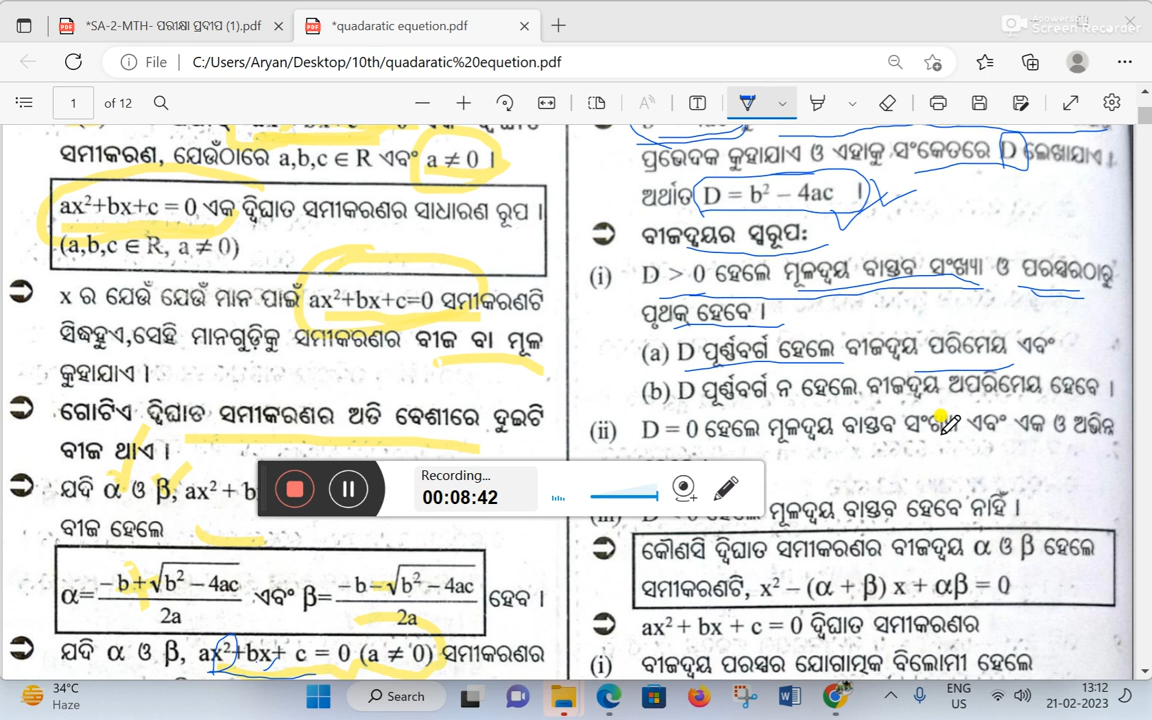 *SA-2-MTH- ପରୀକ୍ଷା ପ୍ରଦୀପ (1).pdf
*quadaratic equetion.pdf
Apowersoft
Screen Recorder
File C:/Users/Aryan/Desktop/10th/quadaratic%20equetion.pdf
1 of 12
ସମୀକରଣ, ଯେଉଁଠାରେ a,b,c ∈ R ଏବଂ a ≠ 0 ।
ax²+bx+c = 0 ଏକ ଦ୍ୱିଘାତ ସମୀକରଣର ସାଧାରଣ ରୂପ ।
(a,b,c ∈ R, a ≠ 0)
x ର ଯେଉଁ ଯେଉଁ ମାନ ପାଇଁ ax²+bx+c=0 ସମୀକରଣଟି
ସିଦ୍ଧହୁଏ,ସେହି ମାନଗୁଡ଼ିକୁ ସମୀକରଣର ବୀଜ ବା ମୂଳ
କୁହାଯାଏ ।
ଗୋଟିଏ ଦ୍ୱିଘାତ ସମୀକରଣର ଅତି ବେଶୀରେ ଦୁଇଟି
ବୀଜ ଥାଏ ।
ଯଦି α ଓ β, ax² + b
ବୀଜ ହେଲେ
α= −b+√b² − 4ac / 2a ଏବଂ β= −b−√b² − 4ac / 2a ହେବ ।
ଯଦି α ଓ β, ax²+bx+ c = 0 (a ≠ 0) ସମୀକରଣର
ପ୍ରଭେଦକ କୁହାଯାଏ ଓ ଏହାକୁ ସଂକେତରେ D ଲେଖାଯାଏ ।
ଅର୍ଥାତ D = b² − 4ac ।
ବୀଜଦ୍ୱୟର ସ୍ୱରୂପ:
(i) D > 0 ହେଲେ ମୂଳଦ୍ୱୟ ବାସ୍ତବ ସଂଖ୍ୟା ଓ ପରସ୍ପରଠାରୁ
ପୃଥକ୍ ହେବେ ।
(a) D ପୂର୍ଣ୍ଣବର୍ଗ ହେଲେ ବୀଜଦ୍ୱୟ ପରିମେୟ ଏବଂ
(b) D ପୂର୍ଣ୍ଣବର୍ଗ ନ ହେଲେ, ବୀଜଦ୍ୱୟ ଅପରିମେୟ ହେବେ ।
(ii) D = 0 ହେଲେ ମୂଳଦ୍ୱୟ ବାସ୍ତବ ସଂଖ୍ୟା ଏବଂ ଏକ ଓ ଅଭିନ୍ନ
ମୂଳଦ୍ୱୟ ବାସ୍ତବ ହେବେ ନାହିଁ ।
କୌଣସି ଦ୍ୱିଘାତ ସମୀକରଣର ବୀଜଦ୍ୱୟ α ଓ β ହେଲେ
ସମୀକରଣଟି, x² − (α + β) x + αβ = 0
ax² + bx + c = 0 ଦ୍ୱିଘାତ ସମୀକରଣର
(i) ବୀଜଦ୍ୱୟ ପରସ୍ପର ଯୋଗାତ୍ମକ ବିଲୋମୀ ହେଲେ
Recording...
00:08:42
34°C
Haze
Search
ENG
US
13:12
21-02-2023